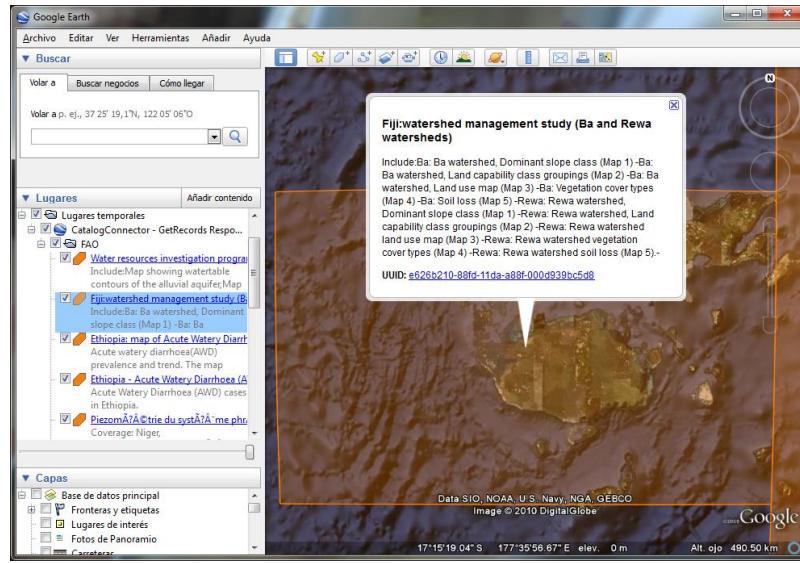 Google Earth
Archivo Editar Ver Herramientas Añadir Ayuda
Buscar
Volar a Buscar negocios Cómo llegar
Volar a p. ej., 37 25' 19,1"N, 122 05' 06"O
Lugares Añadir contenido
Lugares temporales
CatalogConnector - GetRecords Respo...
FAO
Water resources investigation progra
Include:Map showing watertable
contours of the alluvial aquifer,Map
Fiji:watershed management study (B
Include:Ba: Ba watershed, Dominant
slope class (Map 1) -Ba: Ba
Ethiopia: map of Acute Watery Diarrh
Acute watery diarrhoea(AWD)
prevalence and trend. The map
Ethiopia - Acute Watery Diarrhoea (A
Acute Watery Diarrhoea (AWD) cases
in Ethiopia.
PiezomÃ?Â©trie du systÃ?Â¨me phr
Coverage: Niger,
Capas
Base de datos principal
Fronteras y etiquetas
Lugares de interés
Fotos de Panoramio
Carreteras
N
Fiji:watershed management study (Ba and Rewa
watersheds)
Include:Ba: Ba watershed, Dominant slope class (Map 1) -Ba:
Ba watershed, Land capability class groupings (Map 2) -Ba: Ba
watershed, Land use map (Map 3) -Ba: Vegetation cover types
(Map 4) -Ba: Soil loss (Map 5) -Rewa: Rewa watershed,
Dominant slope class (Map 1) -Rewa: Rewa watershed, Land
capability class groupings (Map 2) -Rewa: Rewa watershed
land use map (Map 3) -Rewa: Rewa watershed vegetation
cover types (Map 4) -Rewa: Rewa watershed soil loss (Map 5).-
UUID: e626b210-88fd-11da-a88f-000d939bc5d8
Data SIO, NOAA, U.S. Navy, NGA, GEBCO
Image © 2010 DigitalGlobe
©2009 Google
17°15'19.04" S 177°35'56.67" E elev. 0 m Alt. ojo 490.50 km